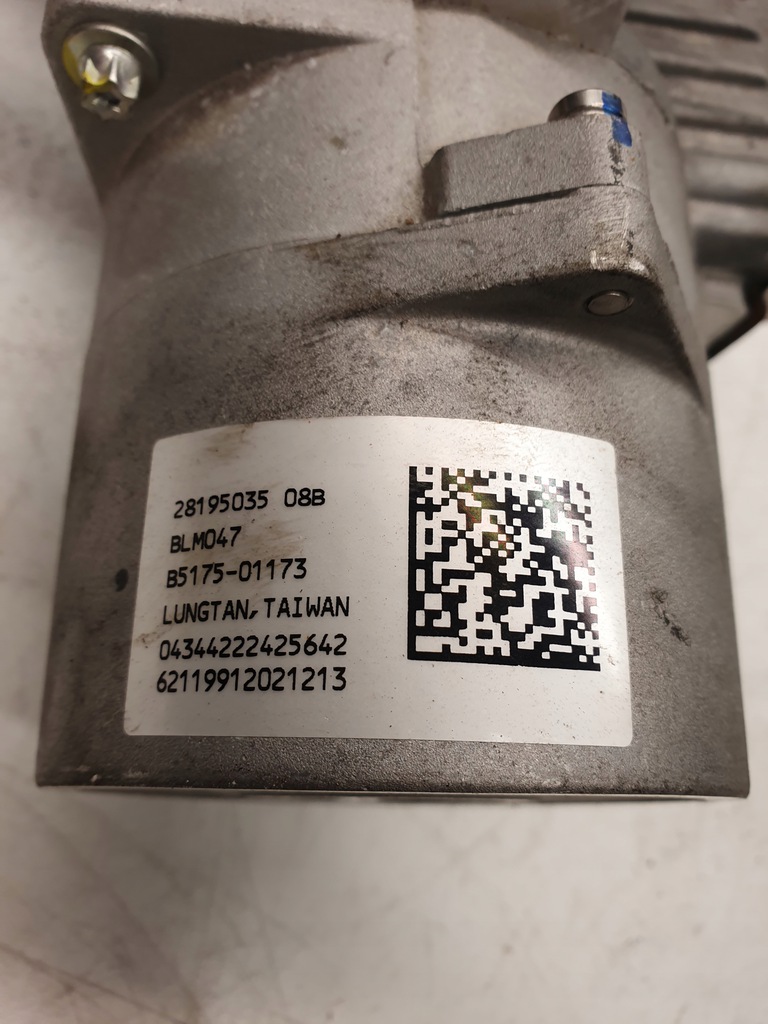 28195035 08B
BLM047
B5175-01173
LUNGTAN, TAIWAN
04344222425642
62119912021213